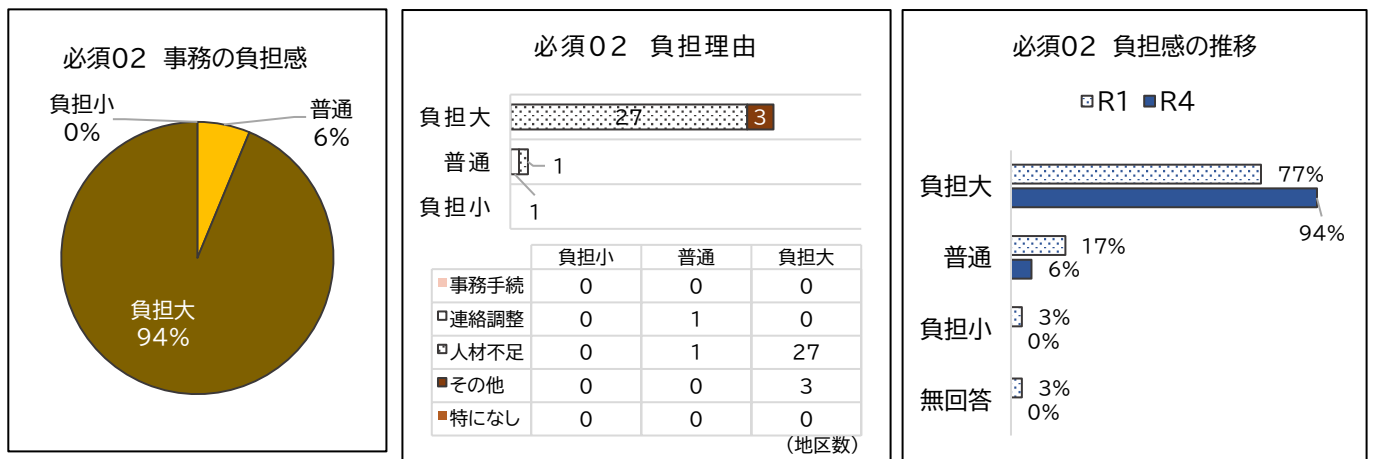 必須02 事務の負担感
負担小
0%
普通
6%
負担大
94%
必須02 負担理由
負担大
27
3
普通
1
負担小
1
負担小 普通 負担大
事務手続 0 0 0
連絡調整 0 1 0
人材不足 0 1 27
その他 0 0 3
特になし 0 0 0
(地区数)
必須02 負担感の推移
R1 R4
負担大
77%
94%
普通
17%
6%
負担小
3%
0%
無回答
3%
0%